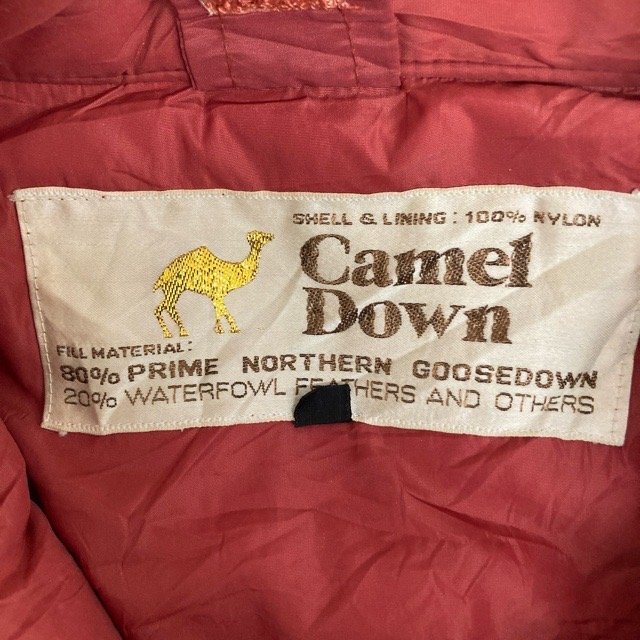 SHELL & LINING: 100% NYLON
Camel
Down
FILL MATERIAL:
80% PRIME NORTHERN GOOSEDOWN
20% WATERFOWL FEATHERS AND OTHERS